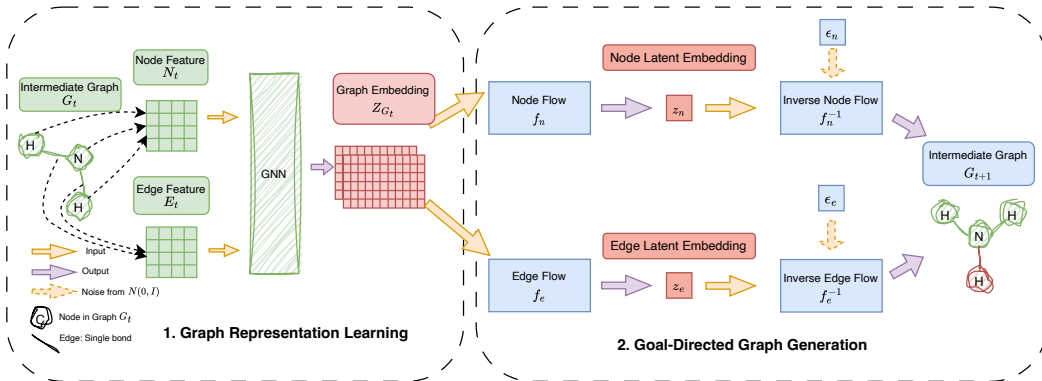 Intermediate Graph
$G_t$
Node Feature
$N_t$
Edge Feature
$E_t$
H
N
H
Input
Output
Noise from $N(0, I)$
C
Node in Graph $G_t$
Edge: Single bond
GNN
Graph Embedding
$Z_{G_t}$
1. Graph Representation Learning
Node Flow
$f_n$
Node Latent Embedding
$z_n$
$\epsilon_n$
Inverse Node Flow
$f_n^{-1}$
Edge Flow
$f_e$
Edge Latent Embedding
$z_e$
$\epsilon_e$
Inverse Edge Flow
$f_e^{-1}$
Intermediate Graph
$G_{t+1}$
H
H
N
H
2. Goal-Directed Graph Generation